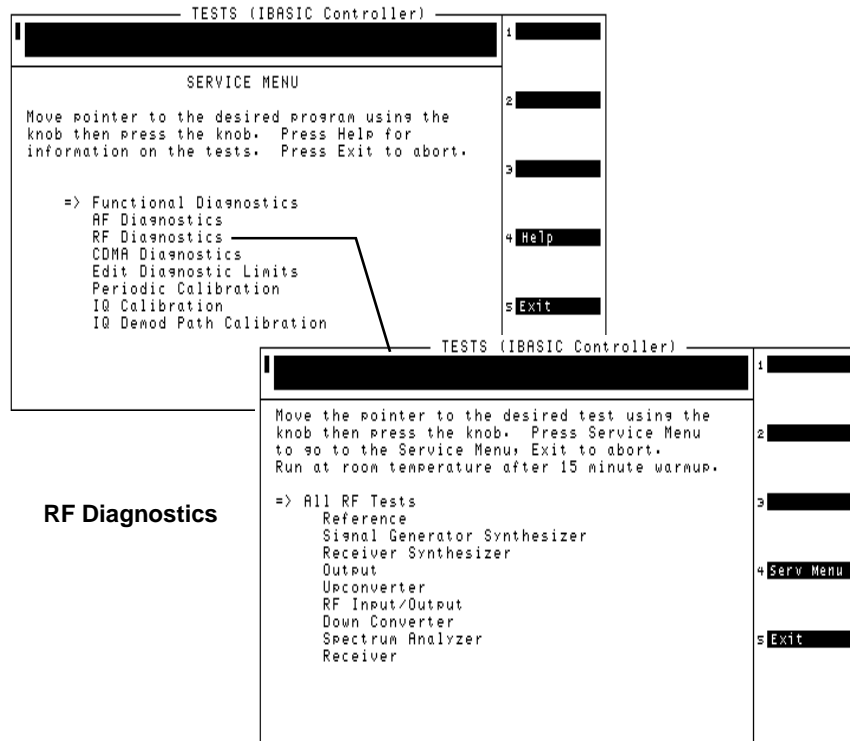 TESTS (IBASIC Controller)
SERVICE MENU
Move pointer to the desired program using the
knob then press the knob. Press Help for
information on the tests. Press Exit to abort.
=> Functional Diagnostics
AF Diagnostics
RF Diagnostics
CDMA Diagnostics
Edit Diagnostic Limits
Periodic Calibration
IQ Calibration
IQ Demod Path Calibration
1
2
3
4 Help
5 Exit
RF Diagnostics
TESTS (IBASIC Controller)
Move the pointer to the desired test using the
knob then press the knob. Press Service Menu
to go to the Service Menu, Exit to abort.
Run at room temperature after 15 minute warmup.
=> All RF Tests
Reference
Signal Generator Synthesizer
Receiver Synthesizer
Output
Upconverter
RF Input/Output
Down Converter
Spectrum Analyzer
Receiver
1
2
3
4 Serv Menu
5 Exit